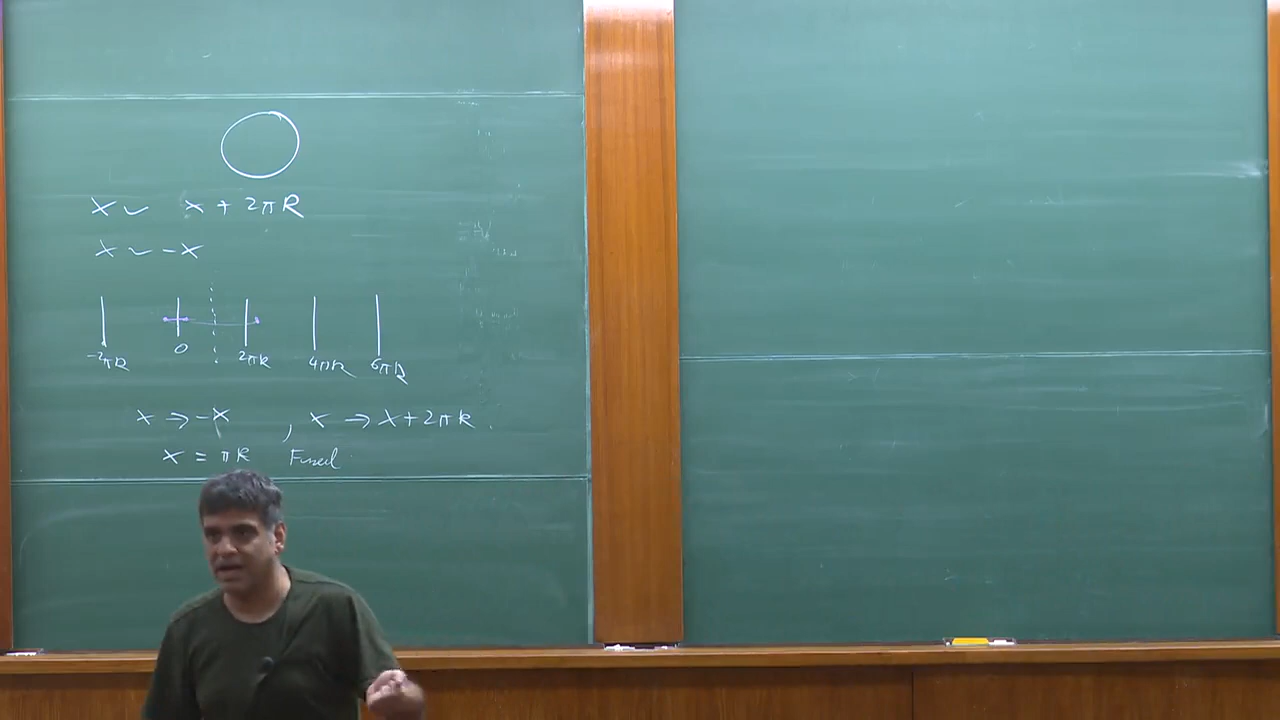 x ~ x + 2πR
x ~ -x
-2πR 0 2πR 4πR 6πR
x → -x , x → x + 2πR .
x = πR Fixed